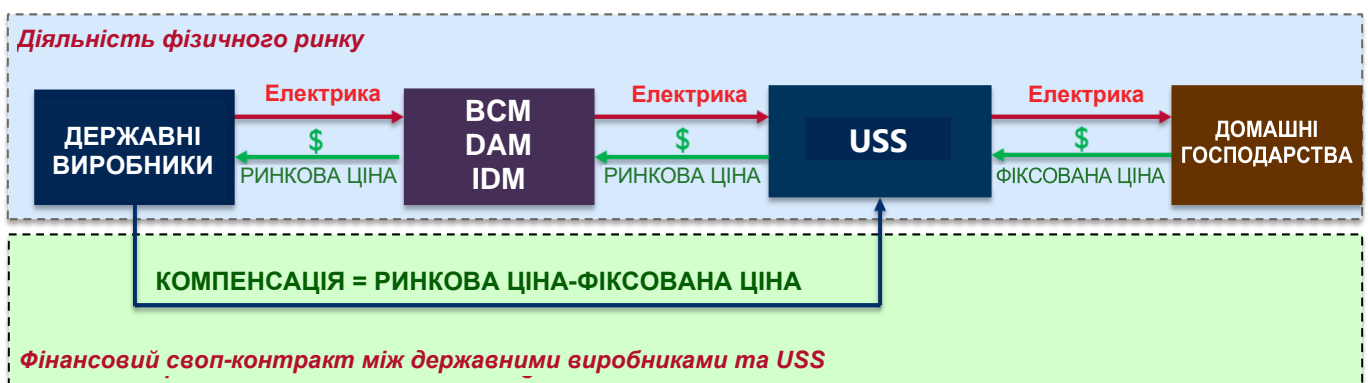 Діяльність фізичного ринку
Електрика
Електрика
Електрика
ДЕРЖАВНІ
ВИРОБНИКИ
$
РИНКОВА ЦІНА
BCM
DAM
IDM
$
РИНКОВА ЦІНА
USS
$
ФІКСОВАНА ЦІНА
ДОМАШНІ
ГОСПОДАРСТВА
КОМПЕНСАЦІЯ = РИНКОВА ЦІНА-ФІКСОВАНА ЦІНА
Фінансовий своп-контракт між державними виробниками та USS